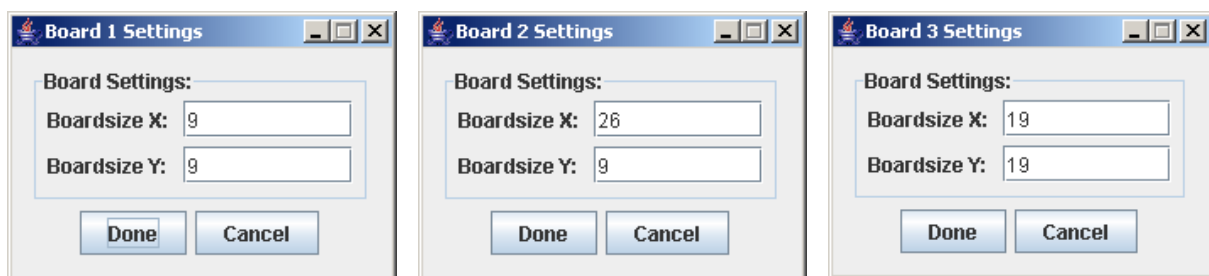 Board 1 Settings
Board Settings:
Boardsize X: 9
Boardsize Y: 9
Done Cancel
Board 2 Settings
Board Settings:
Boardsize X: 26
Boardsize Y: 9
Done Cancel
Board 3 Settings
Board Settings:
Boardsize X: 19
Boardsize Y: 19
Done Cancel